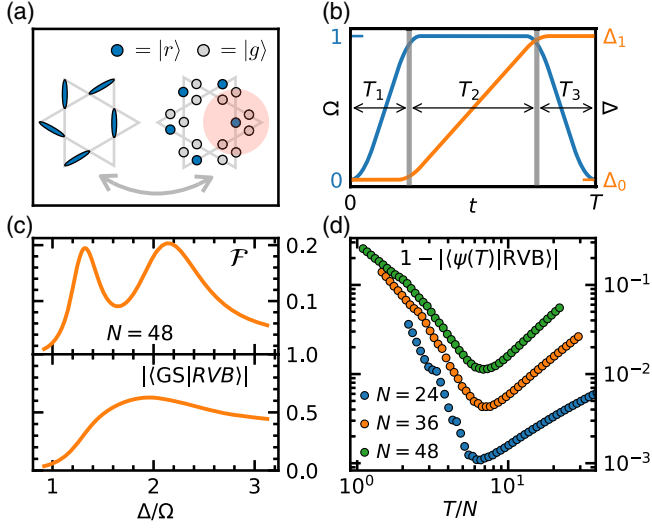 (a)
= |r⟩ = |g⟩
(b)
1
0
Ω
T₁
T₂
T₃
Δ₁
Δ
Δ₀
0
t
T
(c)
ℱ
N = 48
0.2
0.1
1.0
|⟨GS|RVB⟩|
0.5
0.0
1
2
3
Δ/Ω
(d)
1 − |⟨ψ(T)|RVB⟩|
N = 24
N = 36
N = 48
10⁻¹
10⁻²
10⁻³
10⁰
10¹
T/N